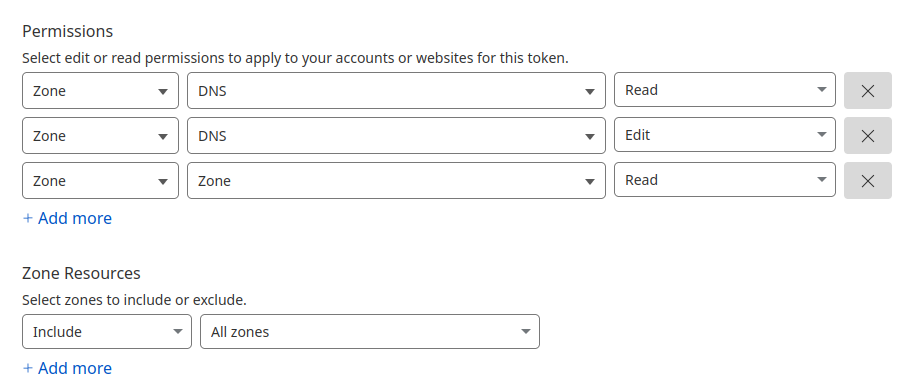 Permissions
Select edit or read permissions to apply to your accounts or websites for this token.
Zone DNS Read
Zone DNS Edit
Zone Zone Read
+ Add more
Zone Resources
Select zones to include or exclude.
Include All zones
+ Add more